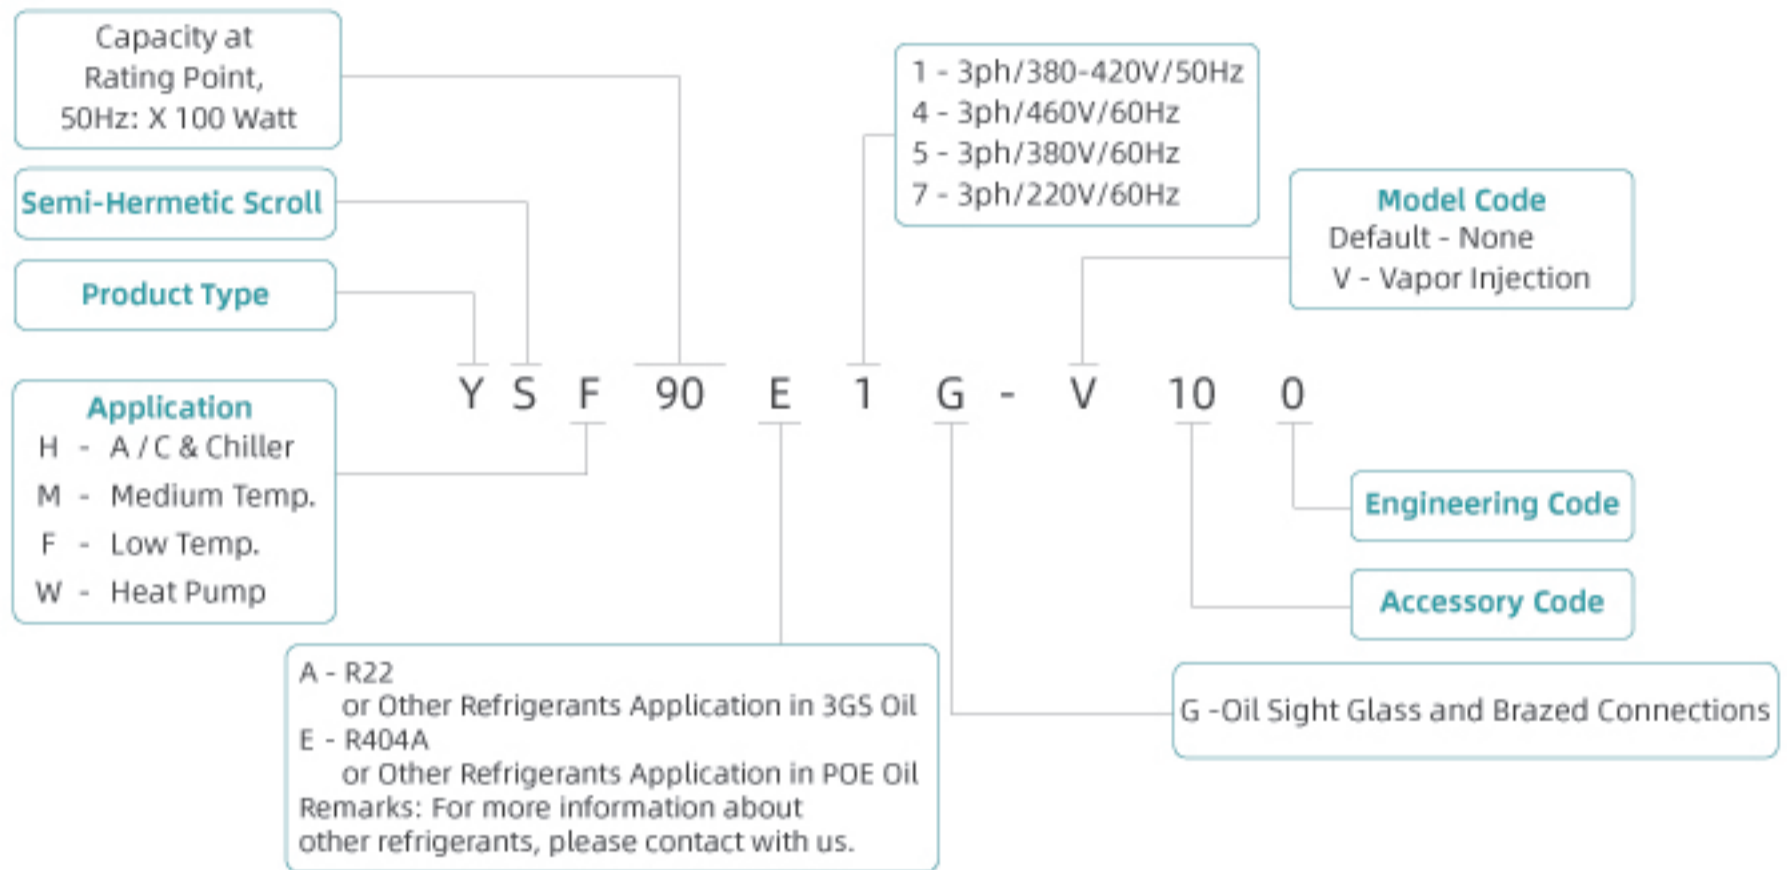 Capacity at
Rating Point,
50Hz: X 100 Watt
Semi-Hermetic Scroll
Product Type
1 - 3ph/380-420V/50Hz
4 - 3ph/460V/60Hz
5 - 3ph/380V/60Hz
7 - 3ph/220V/60Hz
Model Code
Default - None
V - Vapor Injection
Y S F 90 E 1 G - V 10 0
Application
H - A / C & Chiller
M - Medium Temp.
F - Low Temp.
W - Heat Pump
Engineering Code
Accessory Code
A - R22
or Other Refrigerants Application in 3GS Oil
E - R404A
or Other Refrigerants Application in POE Oil
Remarks: For more information about
other refrigerants, please contact with us.
G -Oil Sight Glass and Brazed Connections